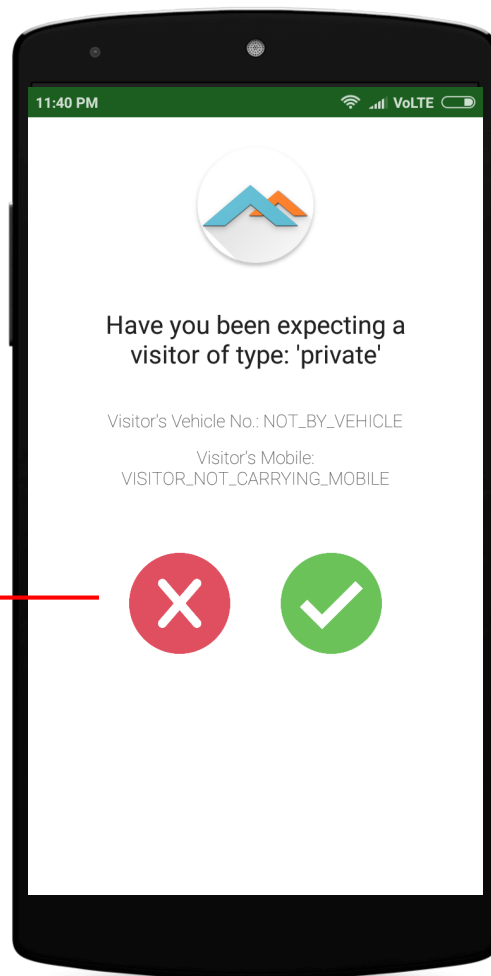 11:40 PM VoLTE
Have you been expecting a
visitor of type: 'private'
Visitor's Vehicle No.: NOT_BY_VEHICLE
Visitor's Mobile:
VISITOR_NOT_CARRYING_MOBILE